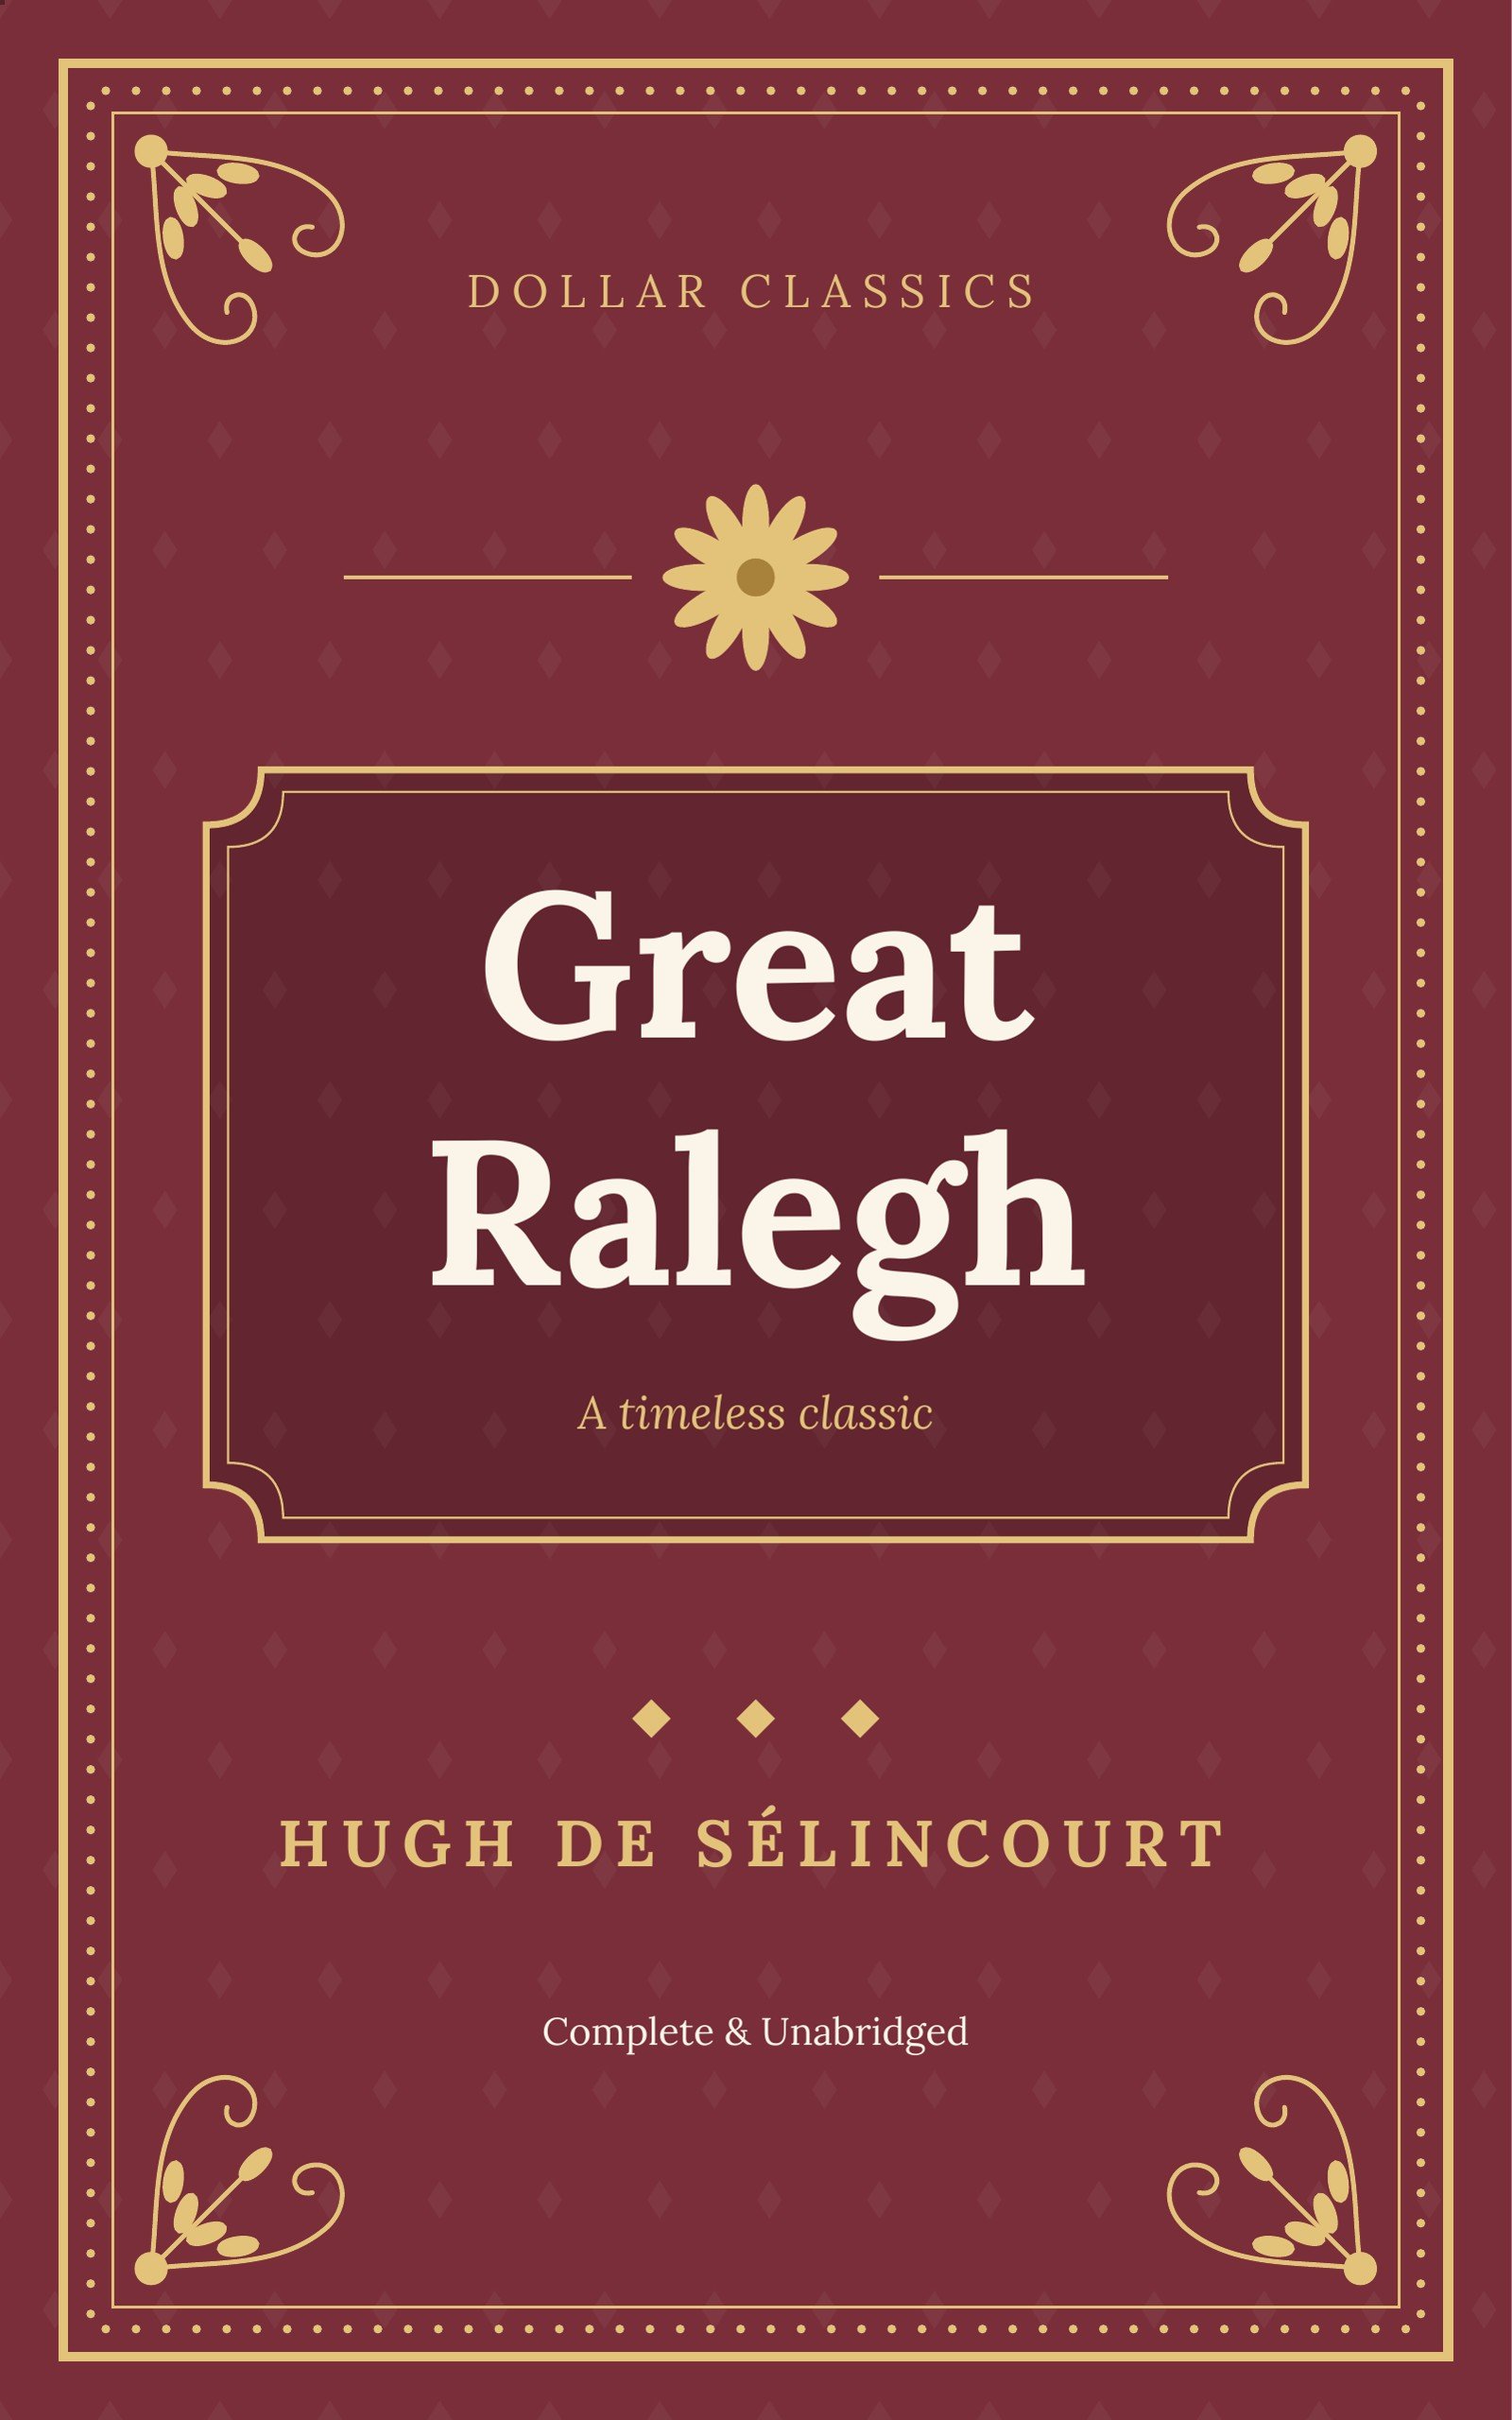 DOLLAR CLASSICS
Great
Ralegh
A timeless classic
HUGH DE SÉLINCOURT
Complete & Unabridged